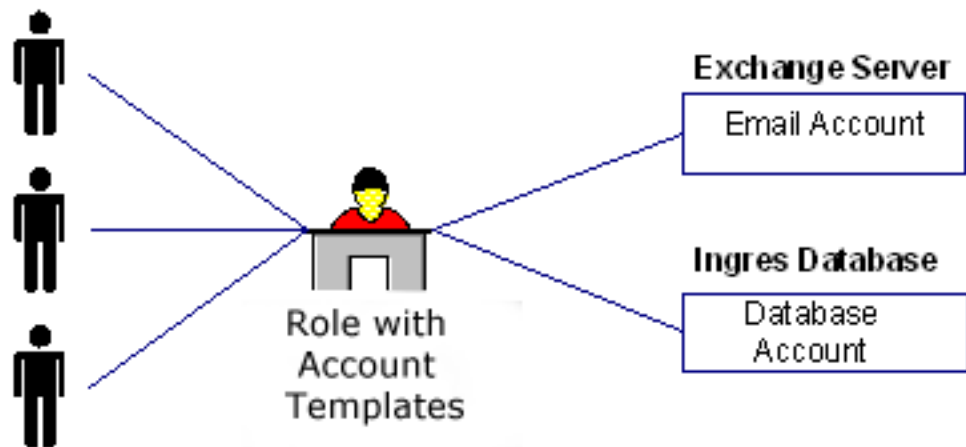 Exchange Server
Email Account
Ingres Database
Database
Account
Role with
Account
Templates